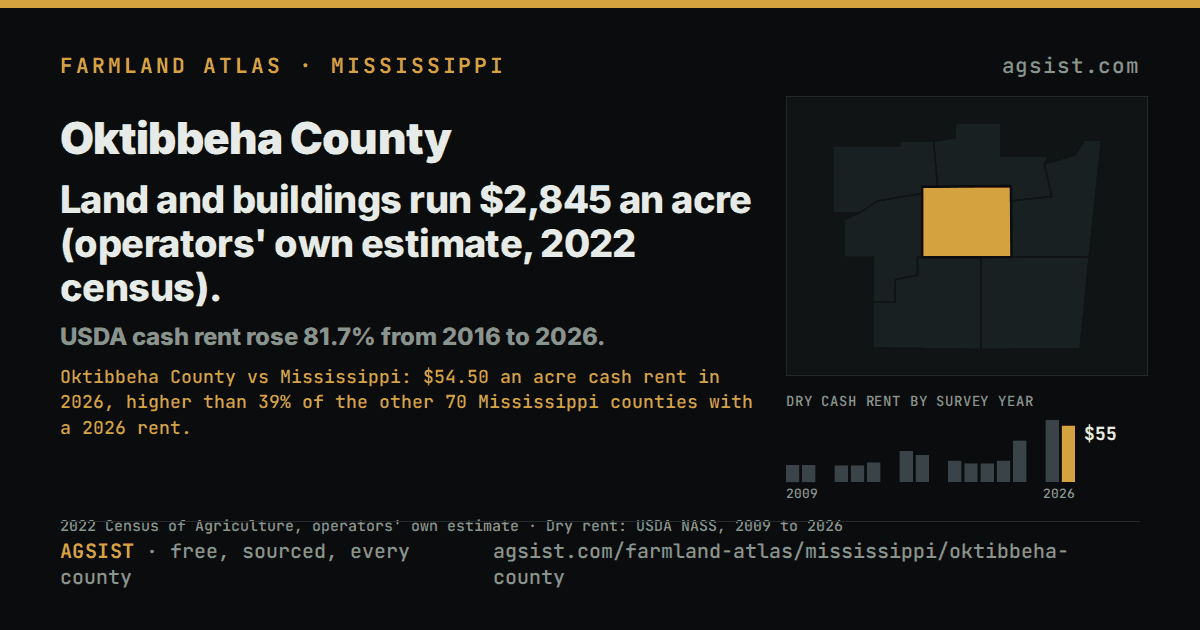 FARMLAND ATLAS · MISSISSIPPI
agsist.com
Oktibbeha County
Land and buildings run $2,845 an acre
(operators' own estimate, 2022
census).
USDA cash rent rose 81.7% from 2016 to 2026.
Oktibbeha County vs Mississippi: $54.50 an acre cash rent in
2026, higher than 39% of the other 70 Mississippi counties with
a 2026 rent.
DRY CASH RENT BY SURVEY YEAR
$55
2009
2026
2022 Census of Agriculture, operators' own estimate · Dry rent: USDA NASS, 2009 to 2026
AGSIST · free, sourced, every
county
agsist.com/farmland-atlas/mississippi/oktibbeha-
county